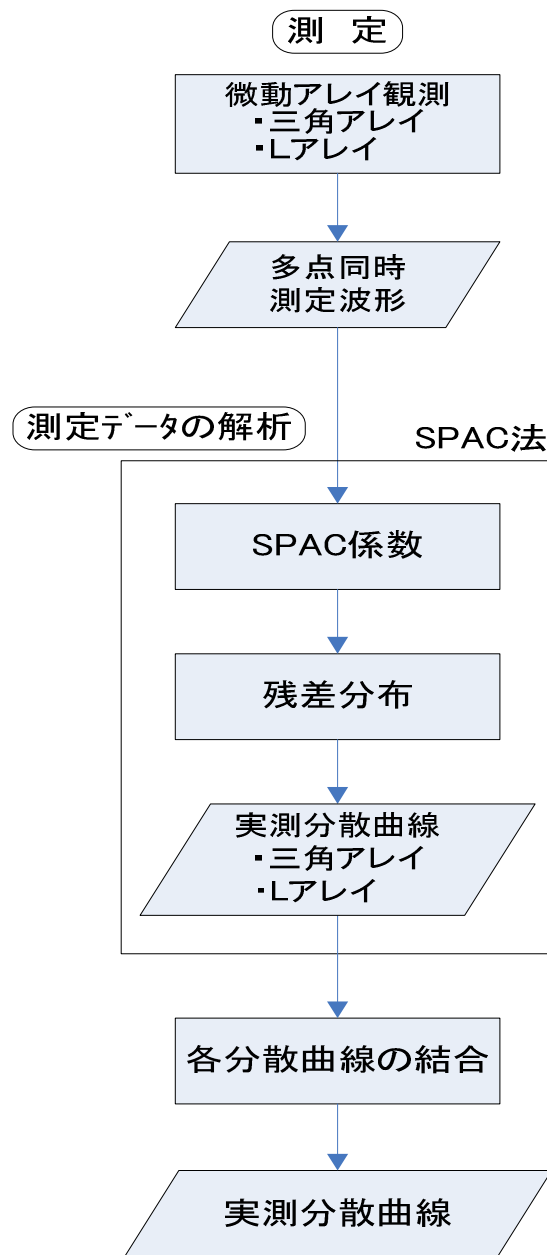 測 定
微動アレイ観測
・三角アレイ
・Lアレイ
多点同時
測定波形
測定ﾃﾞｰﾀの解析
SPAC法
SPAC係数
残差分布
実測分散曲線
・三角アレイ
・Lアレイ
各分散曲線の結合
実測分散曲線